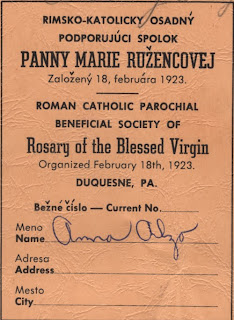 RIMSKO-KATOLICKÝ OSADNÝ
PODPORUJÚCI SPOLOK
PANNY MARIE RUŽENCOVEJ
Založený 18, februára 1923.
ROMAN CATHOLIC PAROCHIAL
BENEFICIAL SOCIETY OF
Rosary of the Blessed Virgin
Organized February 18th, 1923.
DUQUESNE, PA.
Bežné číslo — Current No.
Meno
Name Anna Alzo
Adresa
Address
Mesto
City